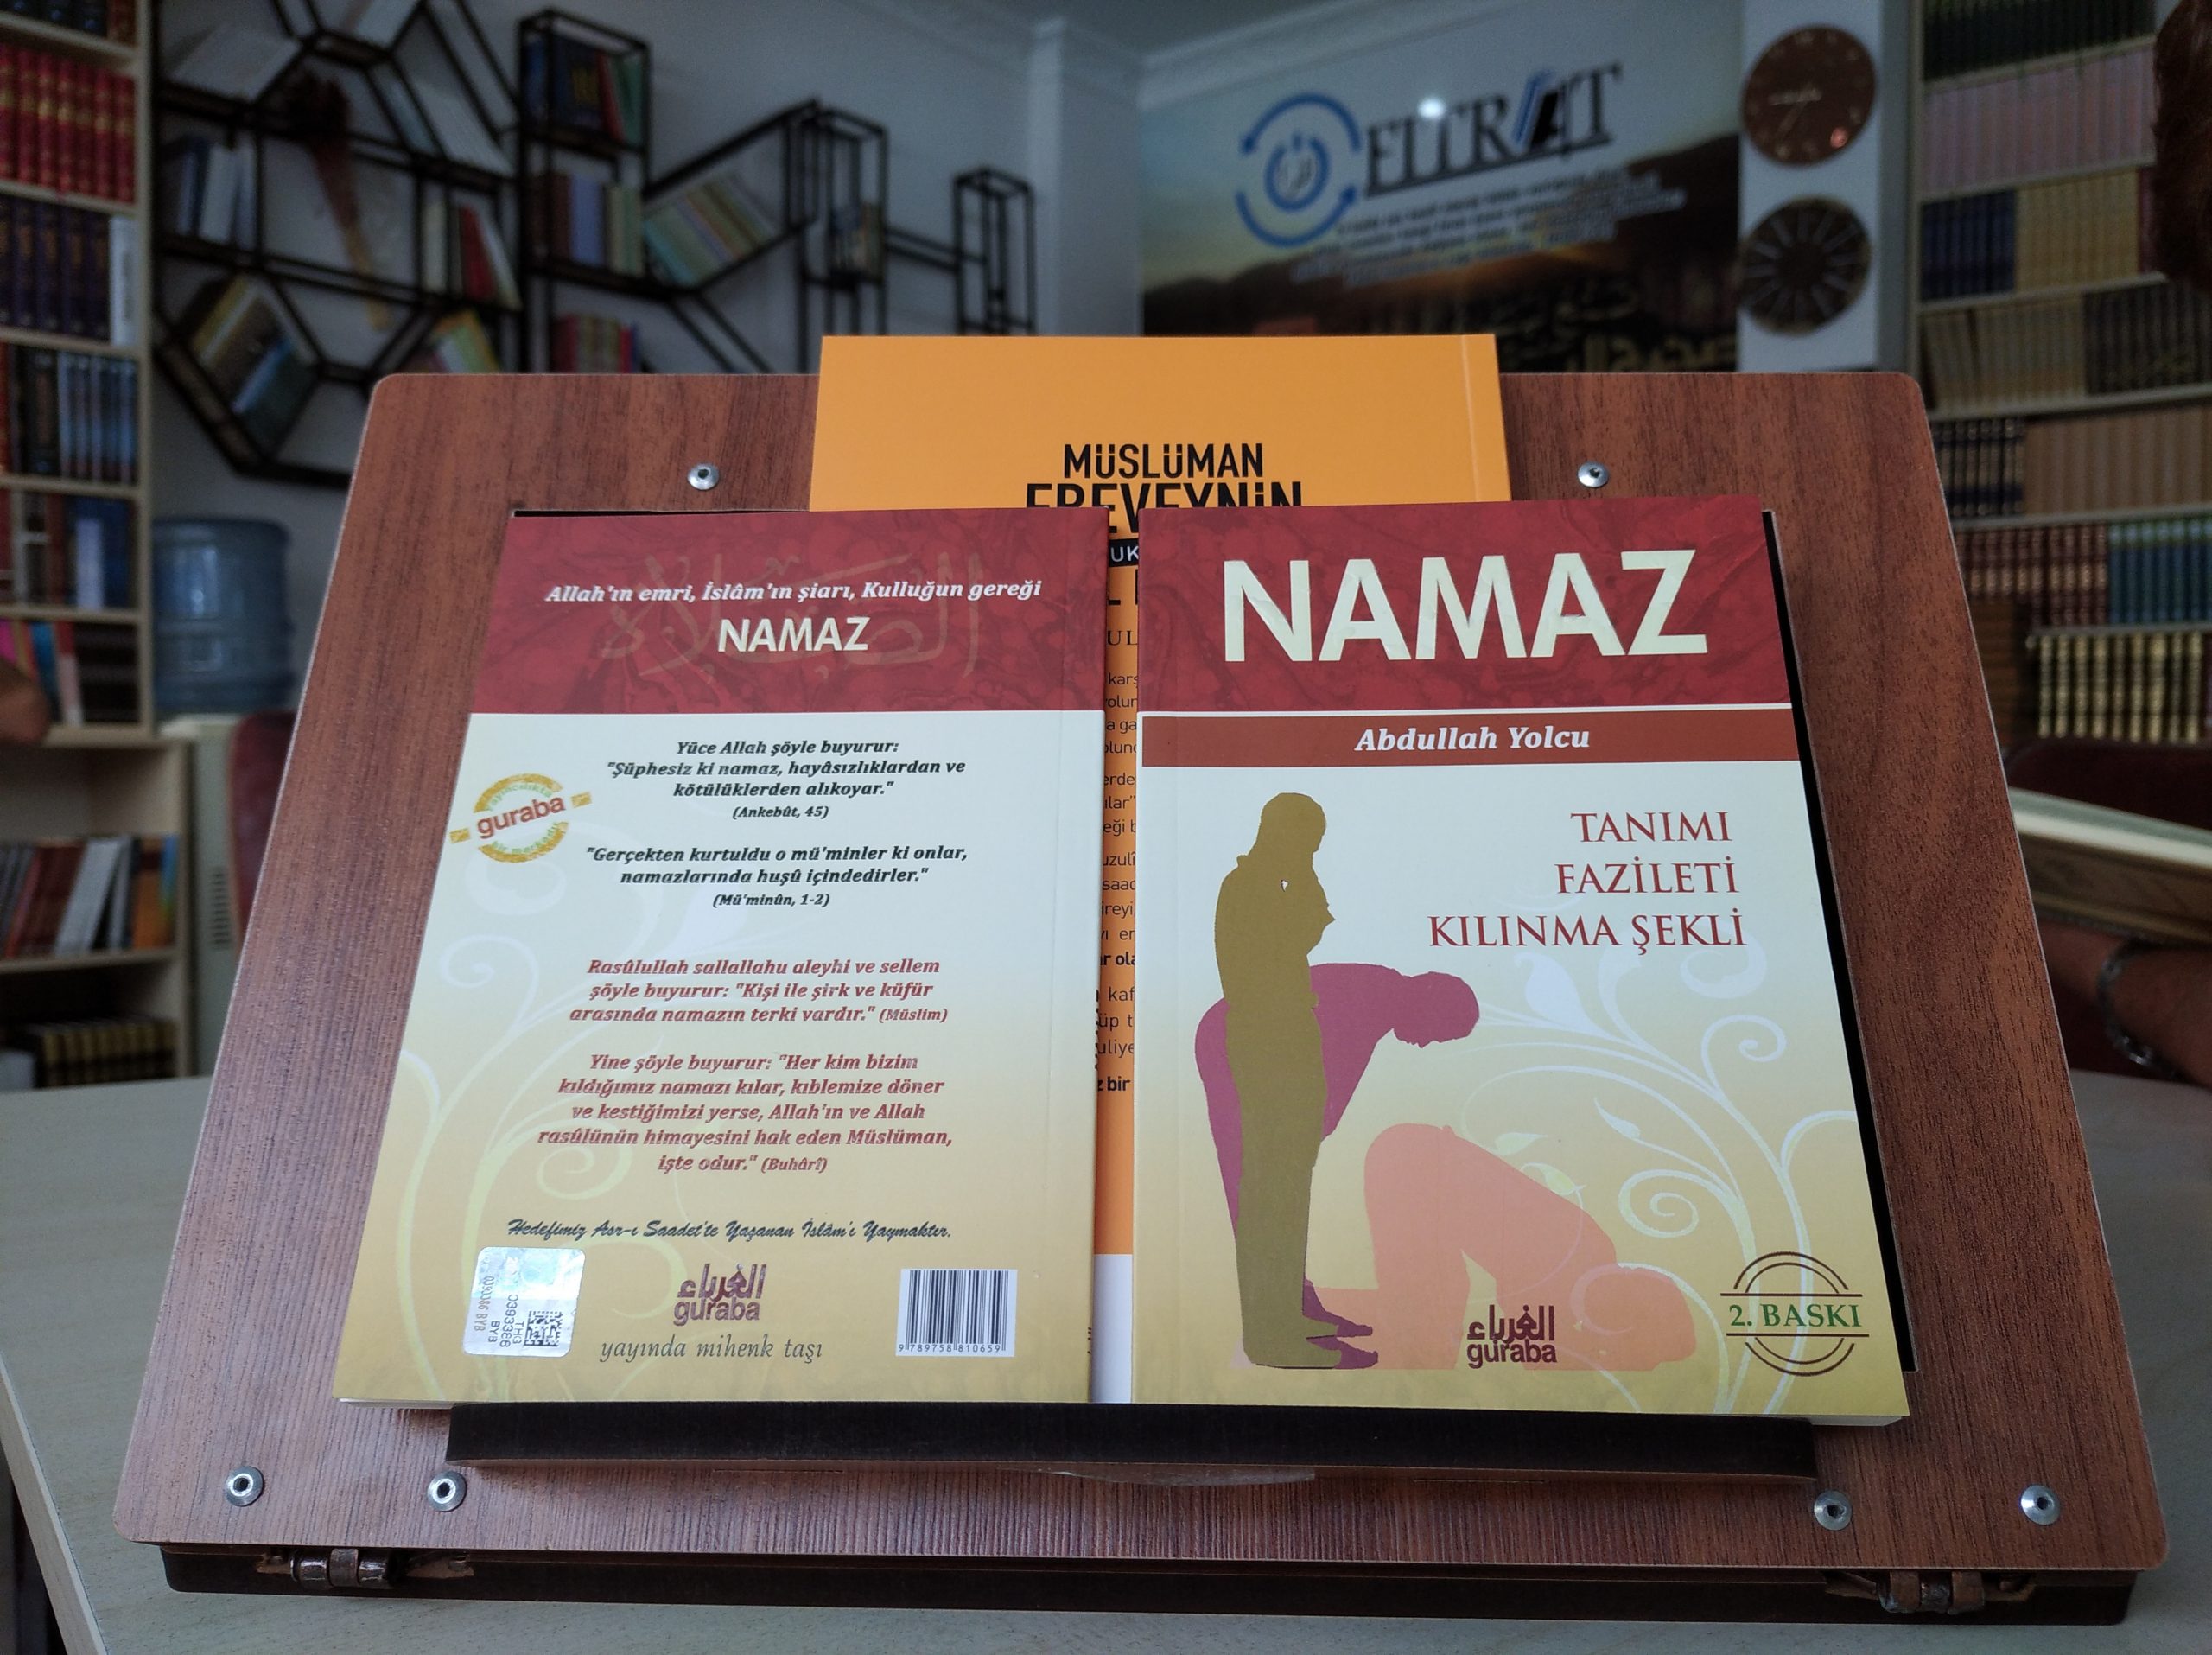 FITRAT
MÜSLÜMAN
EBEVEYNİN
Allah'ın emri, İslâm'ın şiarı, Kulluğun gereği
NAMAZ
Yüce Allah şöyle buyurur:
"Şüphesiz ki namaz, hayâsızlıklardan ve
kötülüklerden alıkoyar."
(Ankebût, 45)
guraba
"Gerçekten kurtuldu o mü'minler ki onlar,
namazlarında huşû içindedirler."
(Mü'minûn, 1-2)
Rasûlullah sallallahu aleyhi ve sellem
şöyle buyurur: "Kişi ile şirk ve küfür
arasında namazın terki vardır." (Müslim)
Yine şöyle buyurur: "Her kim bizim
kıldığımız namazı kılar, kıblemize döner
ve kestiğimizi yerse, Allah'ın ve Allah
rasûlünün himayesini hak eden Müslüman,
işte odur." (Buhârî)
Hedefimiz Asr-ı Saadet'te Yaşanan İslâm'ı Yaymaktır.
الغرباء
guraba
yayında mihenk taşı
9 789758 810659
NAMAZ
Abdullah Yolcu
TANIMI
FAZİLETİ
KILINMA ŞEKLİ
الغرباء
guraba
2. BASKI